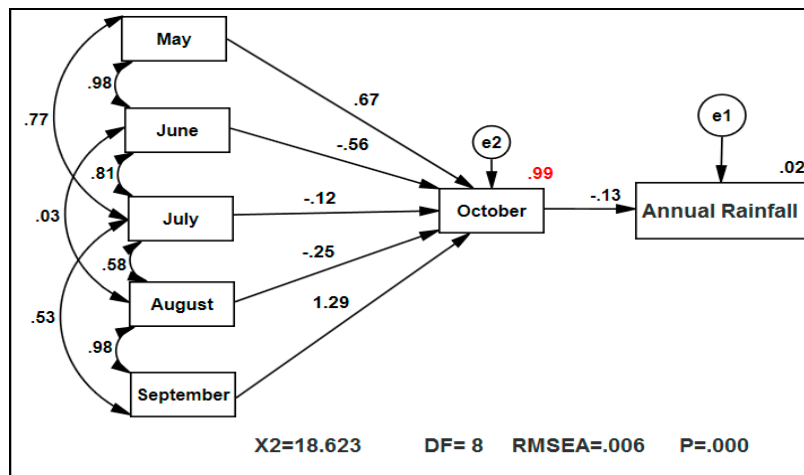 May
.98
.67
.77
e1
June
-.56
e2
.99
.02
.81
July
-.12
October
-.13
Annual Rainfall
.03
.58
-.25
August
1.29
.53
.98
September
X2=18.623 DF= 8 RMSEA=.006 P=.000